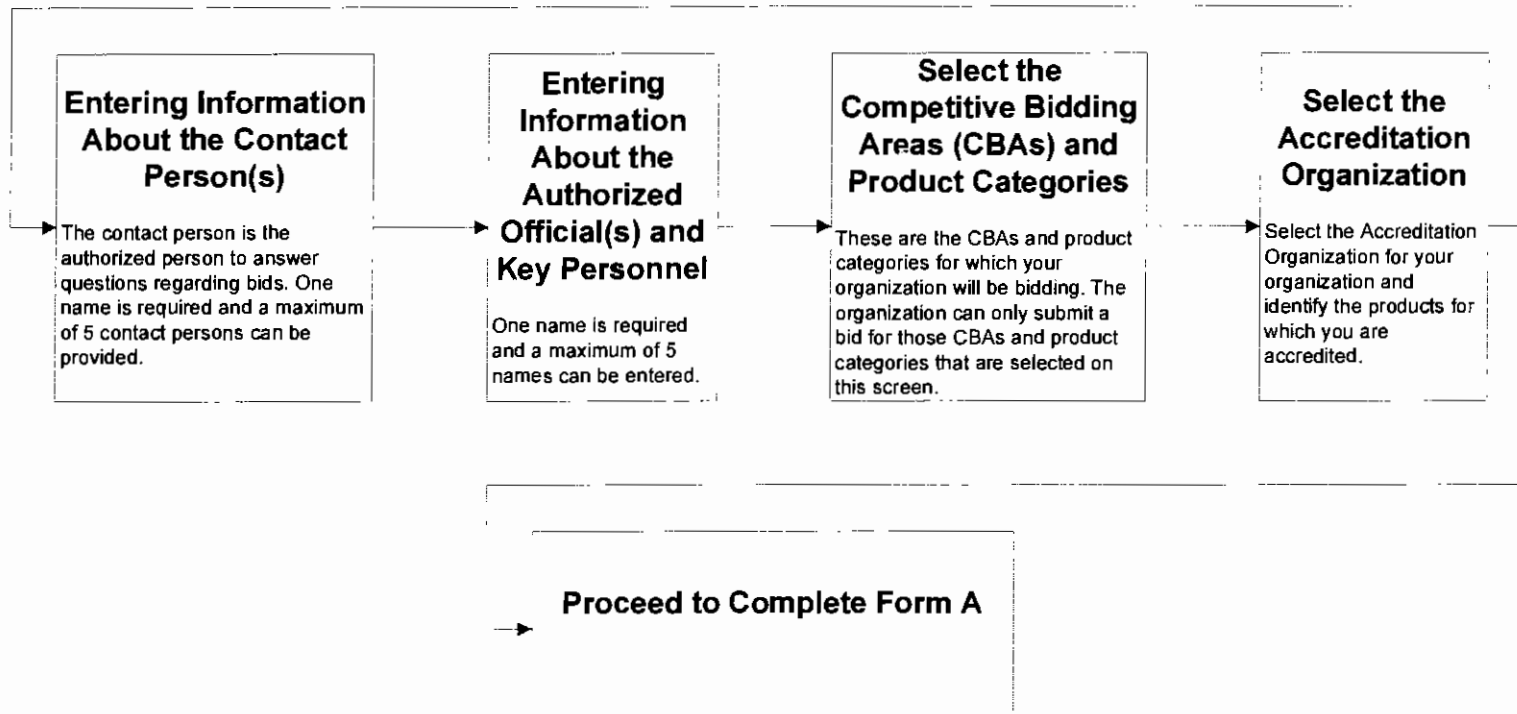 Entering Information
About the Contact
Person(s)
The contact person is the
authorized person to answer
questions regarding bids. One
name is required and a maximum
of 5 contact persons can be
provided.
Entering
Information
About the
Authorized
Official(s) and
Key Personnel
One name is required
and a maximum of 5
names can be entered.
Select the
Competitive Bidding
Areas (CBAs) and
Product Categories
These are the CBAs and product
categories for which your
organization will be bidding. The
organization can only submit a
bid for those CBAs and product
categories that are selected on
this screen.
Select the
Accreditation
Organization
Select the Accreditation
Organization for your
organization and
identify the products for
which you are
accredited.
Proceed to Complete Form A